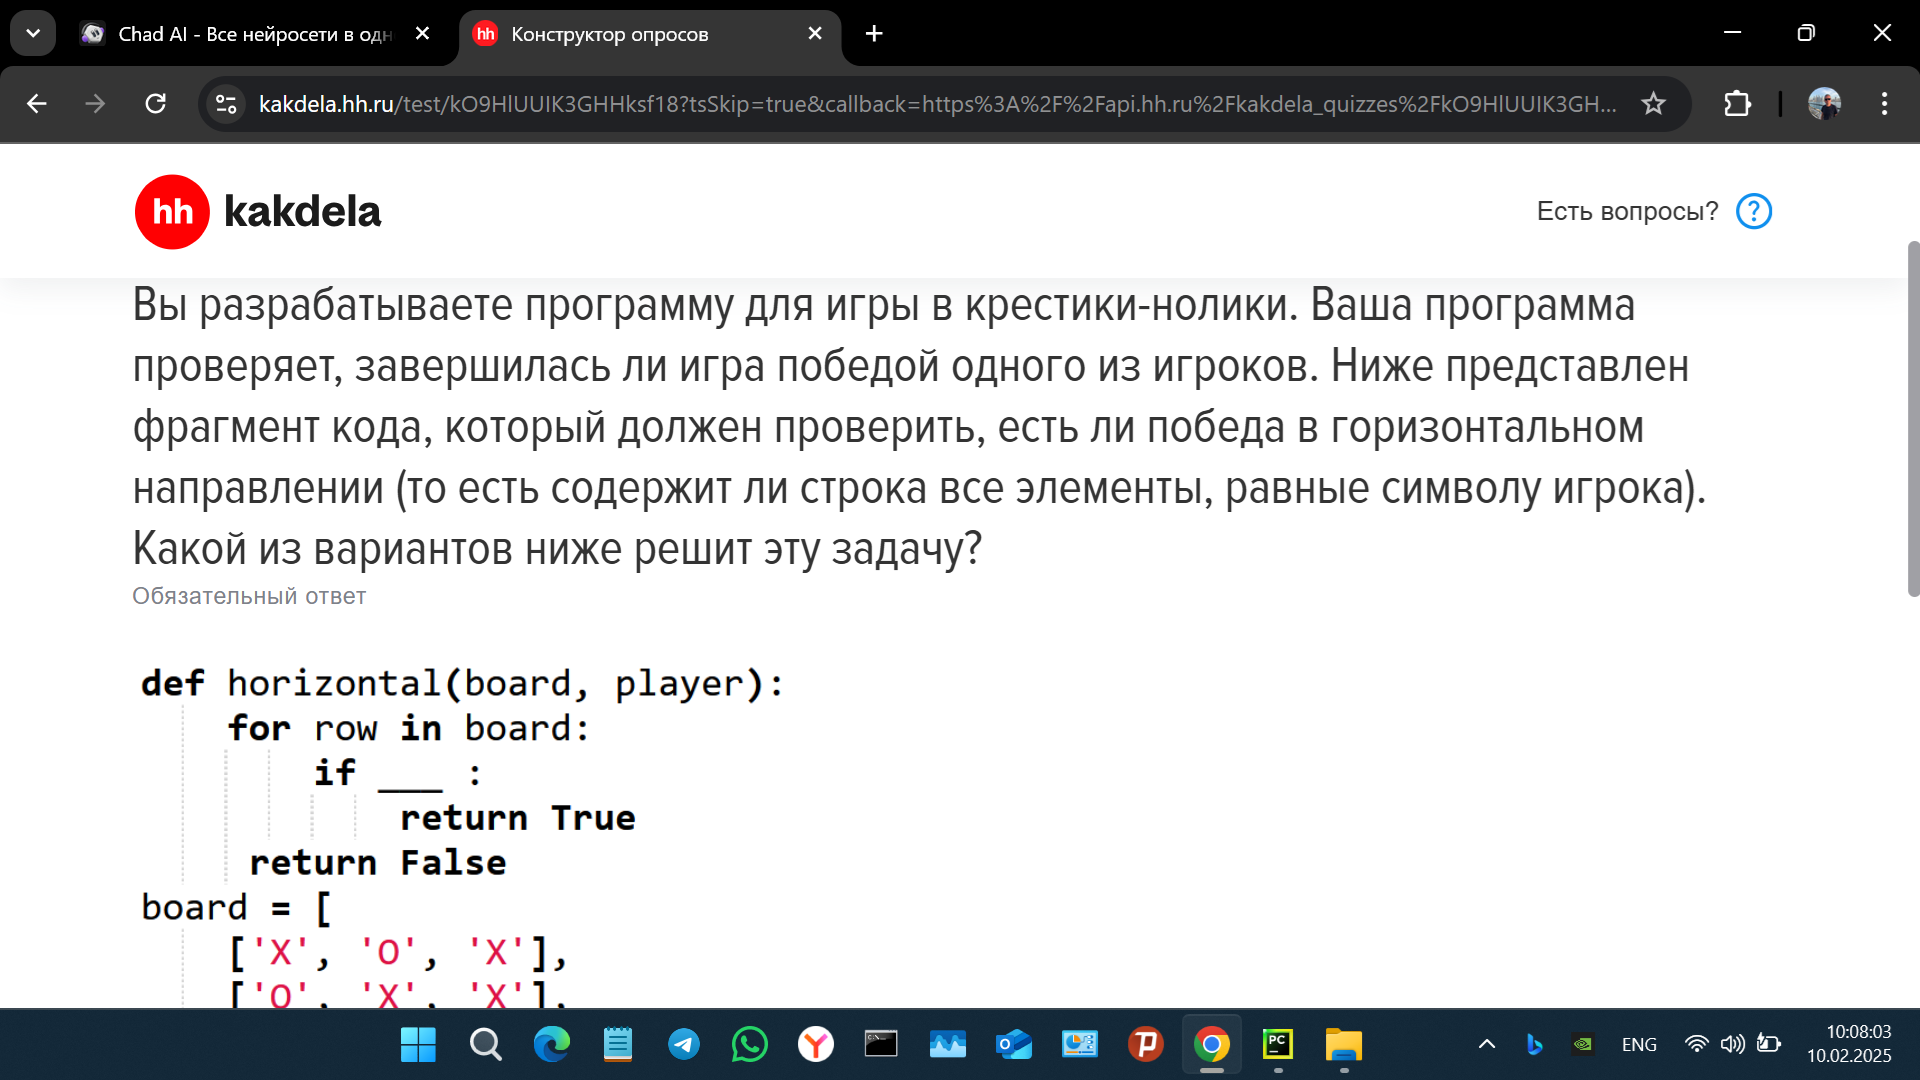 Chad AI - Все нейросети в одн
hh Конструктор опросов
kakdela.hh.ru/test/kO9HlUUIK3GHHksf18?tsSkip=true&callback=https%3A%2F%2Fapi.hh.ru%2Fkakdela_quizzes%2FkO9HlUUIK3GH...
hh kakdela
Есть вопросы? ?
Вы разрабатываете программу для игры в крестики-нолики. Ваша программа
проверяет, завершилась ли игра победой одного из игроков. Ниже представлен
фрагмент кода, который должен проверить, есть ли победа в горизонтальном
направлении (то есть содержит ли строка все элементы, равные символу игрока).
Какой из вариантов ниже решит эту задачу?
Обязательный ответ
def horizontal(board, player):
for row in board:
if ___ :
return True
return False
board = [
['X', 'O', 'X'],
['O', 'X', 'X'],
PC
ENG
10:08:03
10.02.2025